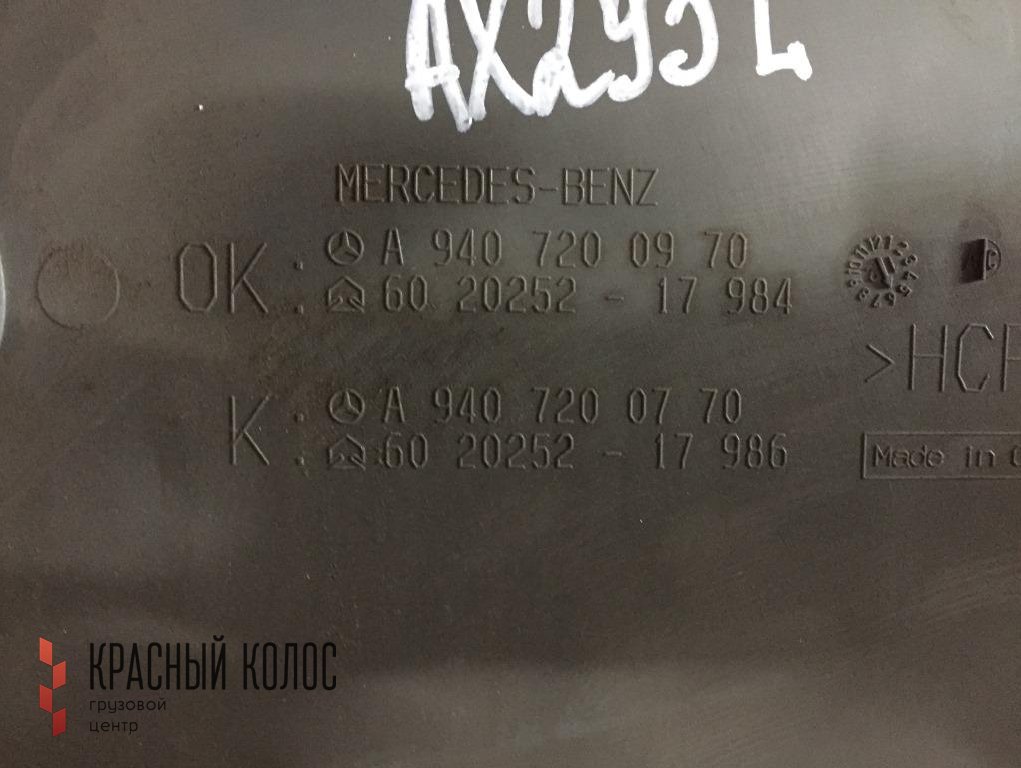 AX295L
MERCEDES-BENZ
OK: A 940 720 09 70
60 20252 - 17 984
K: A 940 720 07 70
60 20252 - 17 986
>HC
Made in
КРАСНЫЙ КОЛОС
грузовой
центр